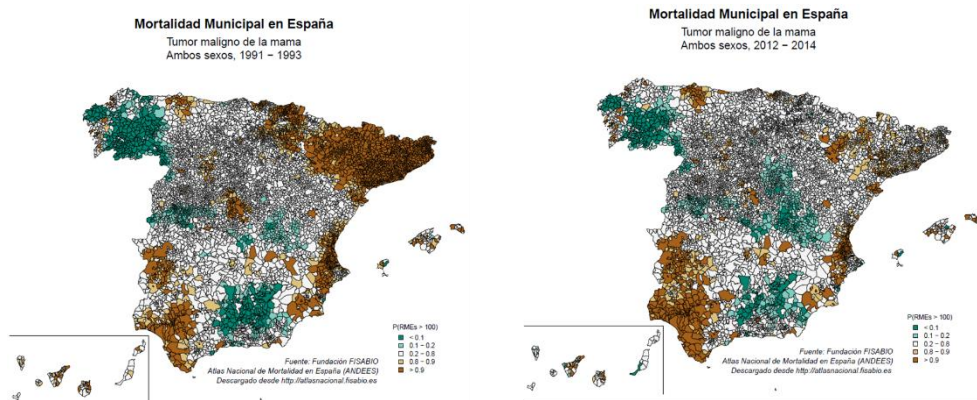 Mortalidad Municipal en España
Tumor maligno de la mama
Ambos sexos, 1991 – 1993
P(RMEs > 100)
< 0.1
0.1 – 0.2
0.2 – 0.8
0.8 – 0.9
> 0.9
Fuente: Fundación FISABIO
Atlas Nacional de Mortalidad en España (ANDEES)
Descargado desde http://atlasnacional.fisabio.es
Mortalidad Municipal en España
Tumor maligno de la mama
Ambos sexos, 2012 – 2014
P(RMEs > 100)
< 0.1
0.1 – 0.2
0.2 – 0.8
0.8 – 0.9
> 0.9
Fuente: Fundación FISABIO
Atlas Nacional de Mortalidad en España (ANDEES)
Descargado desde http://atlasnacional.fisabio.es